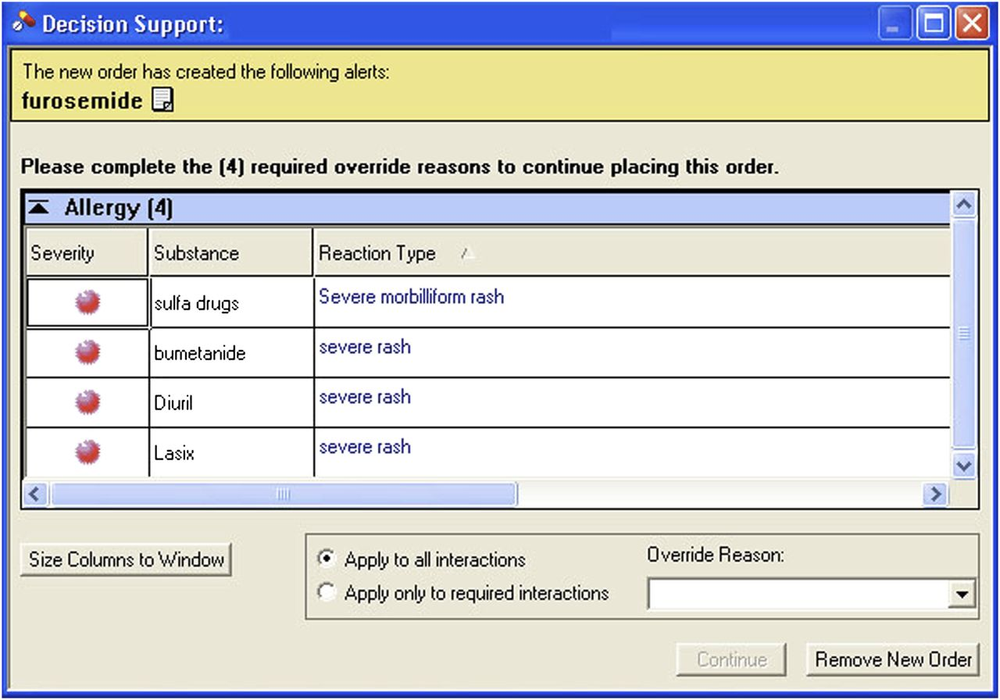 Decision Support:
The new order has created the following alerts:
furosemide
Please complete the (4) required override reasons to continue placing this order.
Allergy (4)
Severity Substance Reaction Type
sulfa drugs Severe morbilliform rash
bumetanide severe rash
Diuril severe rash
Lasix severe rash
Size Columns to Window
Apply to all interactions
Apply only to required interactions
Override Reason:
Continue Remove New Order